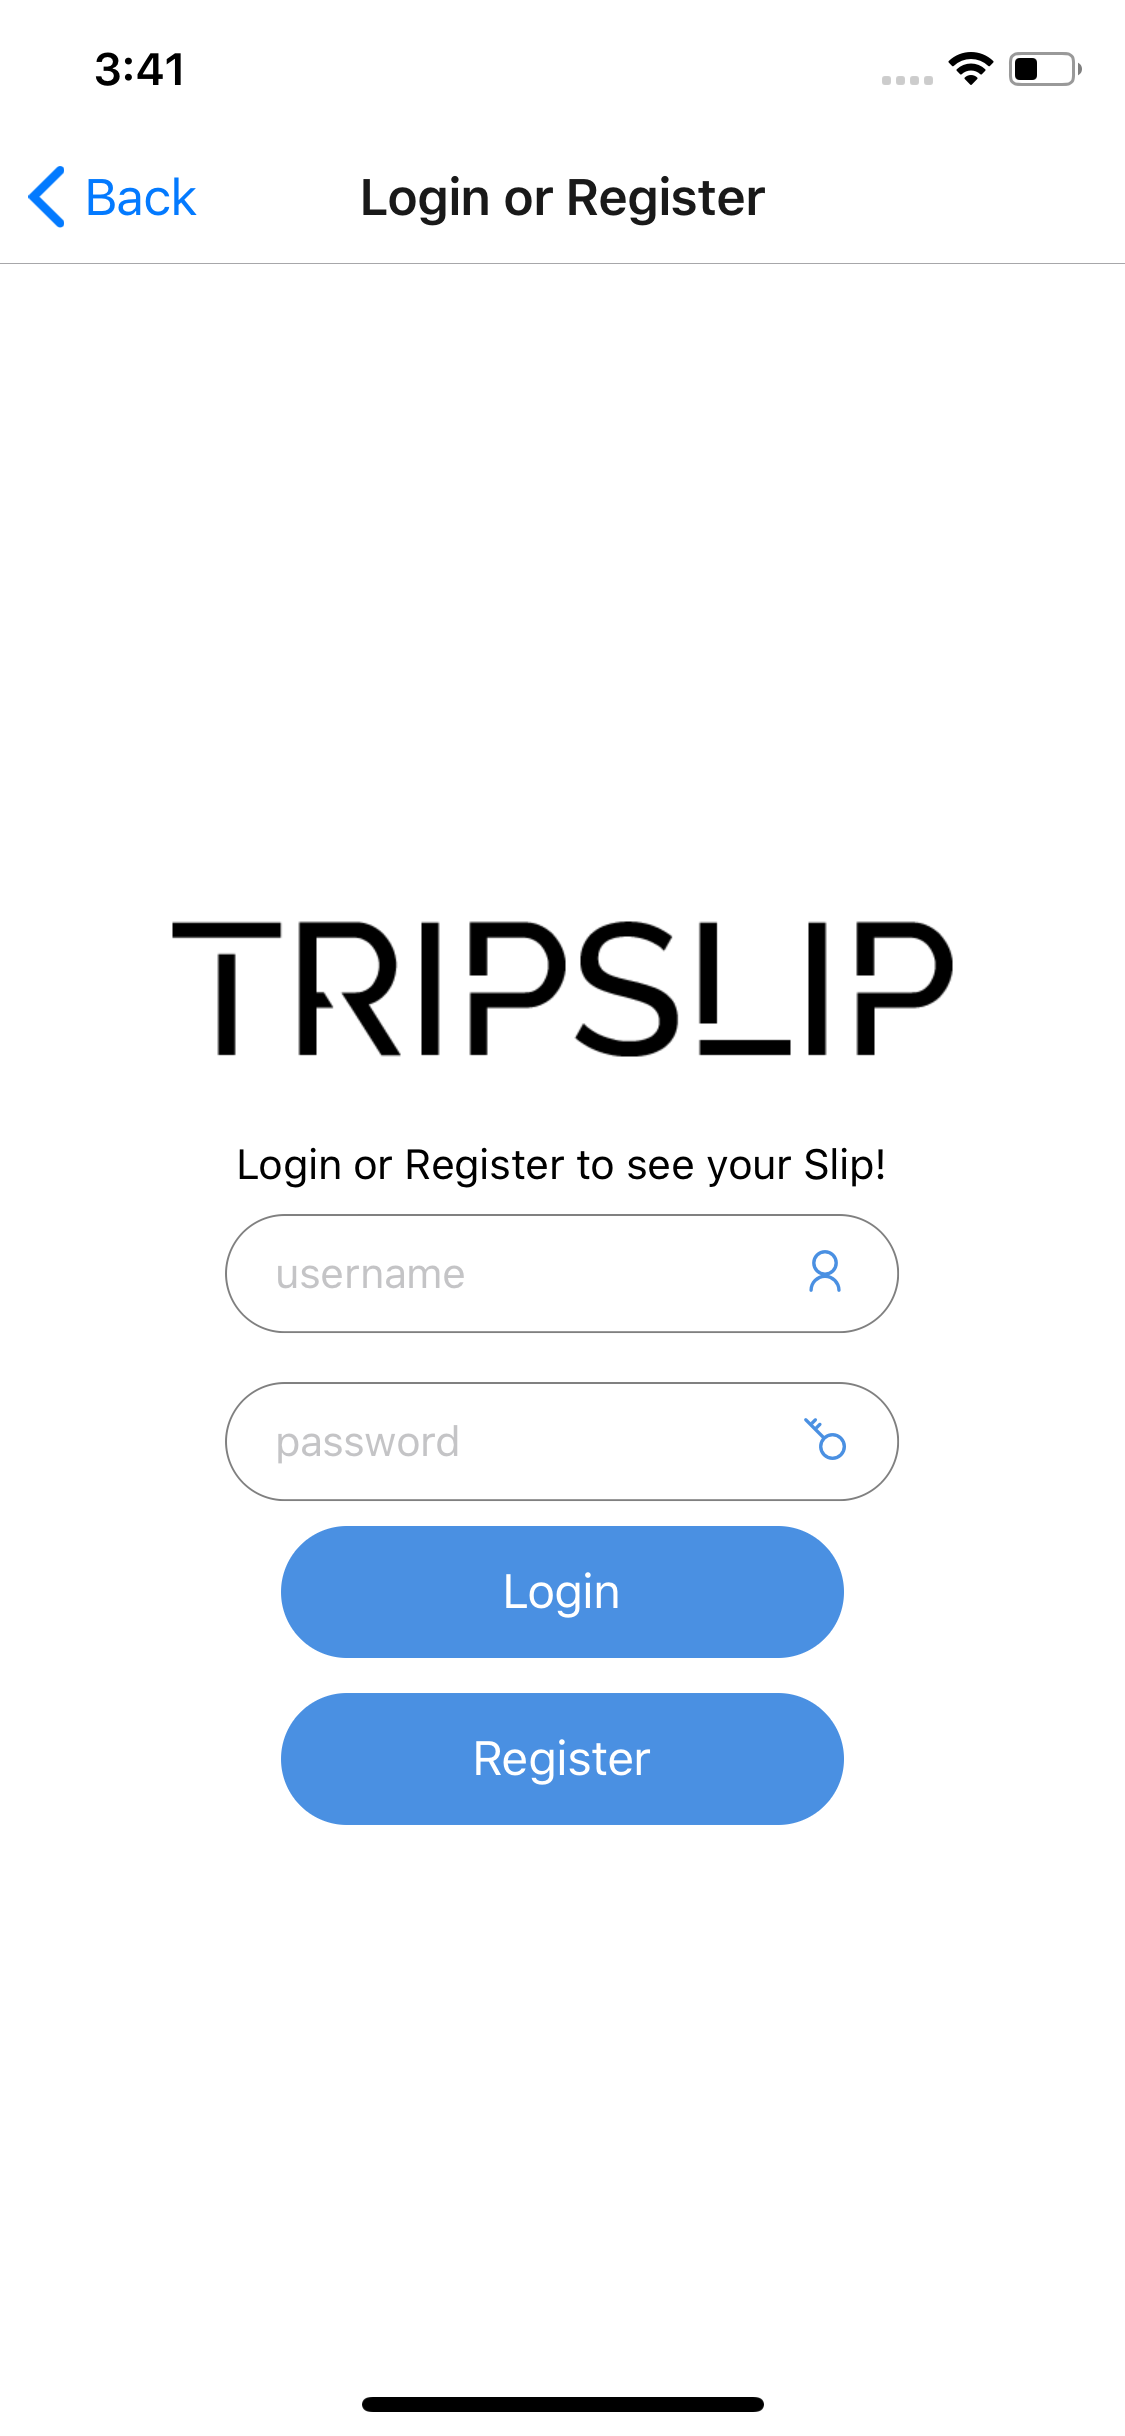 3:41
Back
Login or Register
TRIPSLIP
Login or Register to see your Slip!
username
password
Login
Register